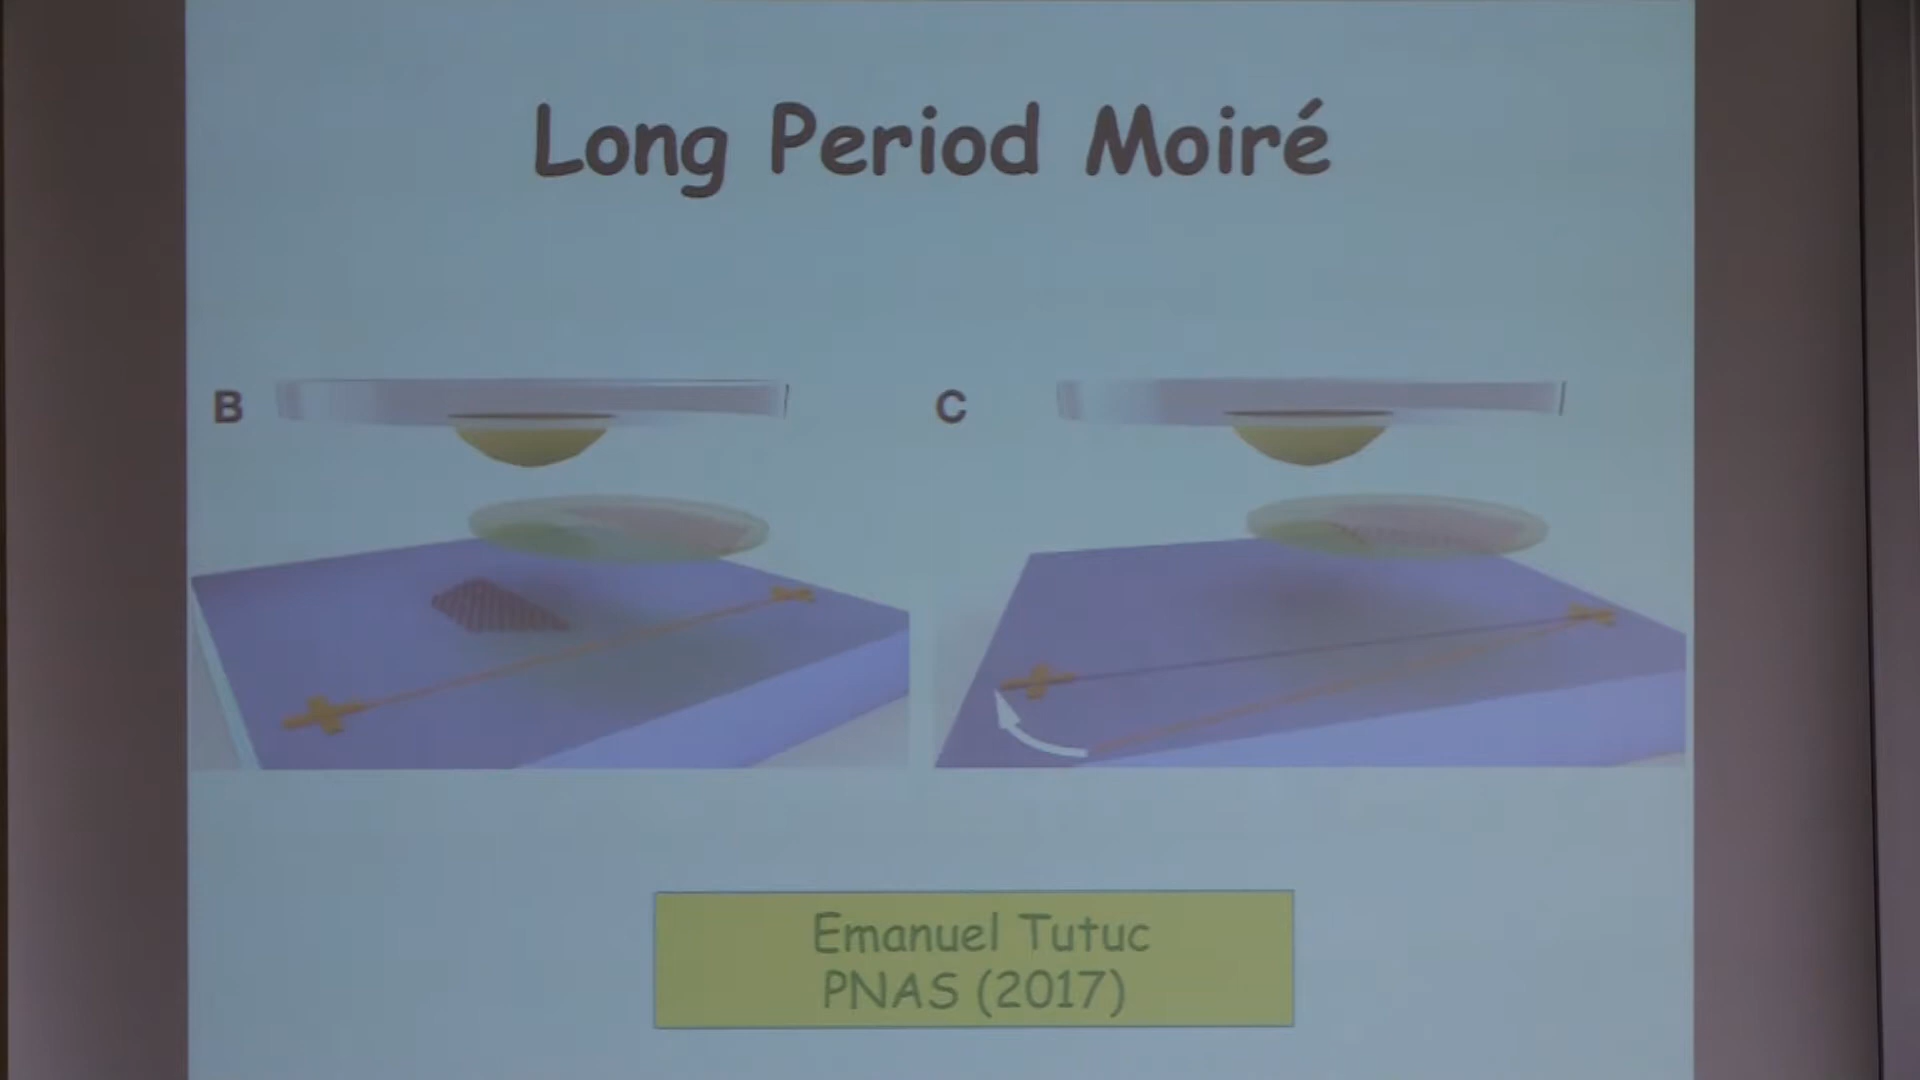 Long Period Moiré
B
C
Emanuel Tutuc
PNAS (2017)